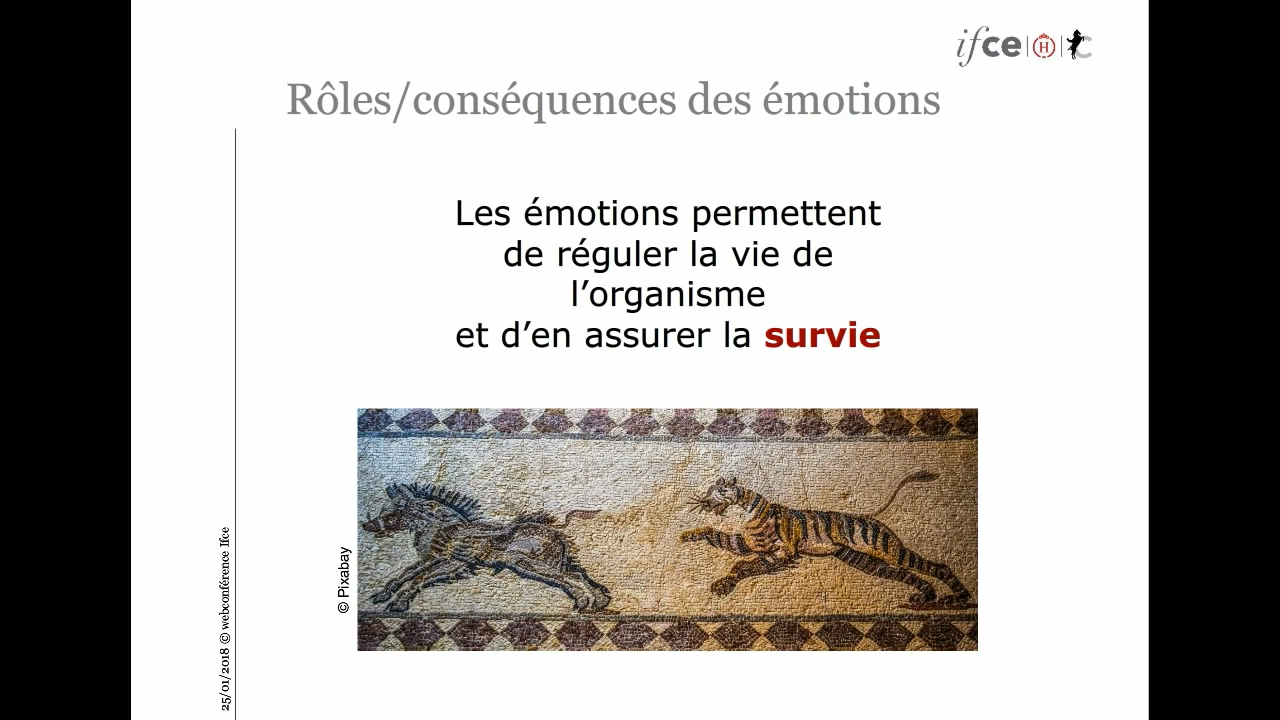 ifce H C
Rôles/conséquences des émotions
Les émotions permettent
de réguler la vie de
l’organisme
et d’en assurer la survie
© Pixabay
25/01/2018 © webconférence Ifce